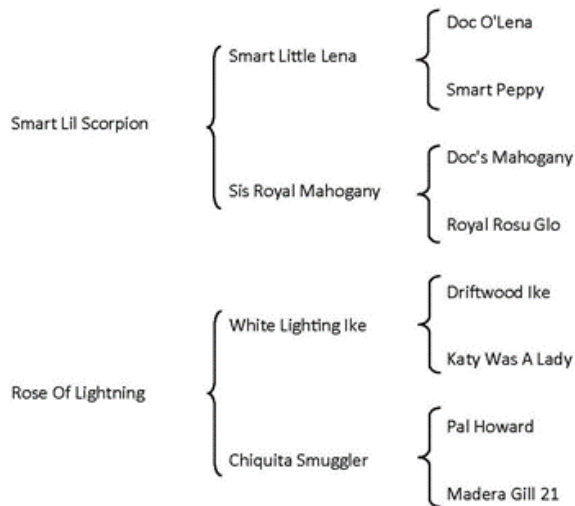 Doc O'Lena
Smart Little Lena
Smart Peppy
Smart Lil Scorpion
Doc's Mahogany
Sis Royal Mahogany
Royal Rosu Glo
Driftwood Ike
White Lighting Ike
Katy Was A Lady
Rose Of Lightning
Pal Howard
Chiquita Smuggler
Madera Gill 21